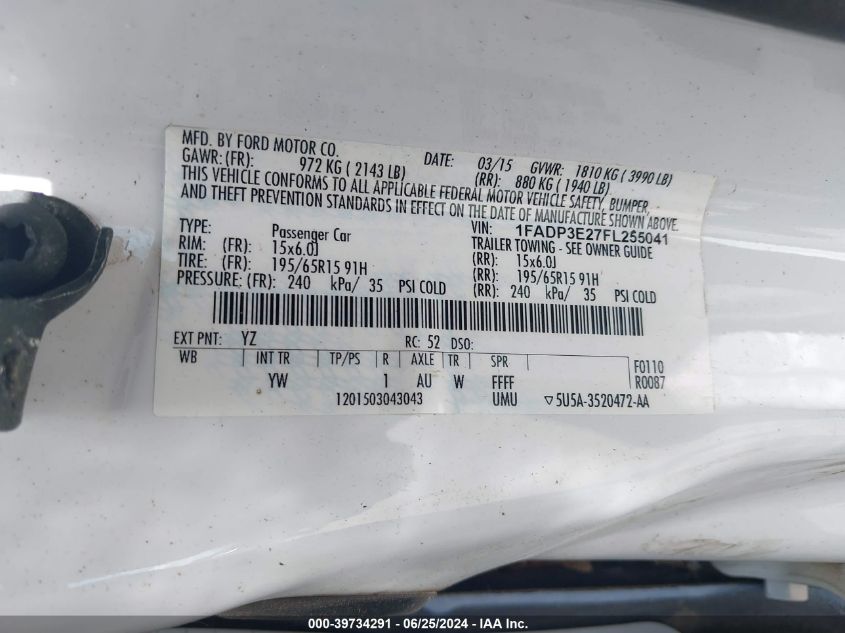 MFD. BY FORD MOTOR CO. DATE: 03/15 GVWR: 1810 KG ( 3990 LB)
GAWR: (FR): 972 KG ( 2143 LB) (RR): 880 KG ( 1940 LB)
THIS VEHICLE CONFORMS TO ALL APPLICABLE FEDERAL MOTOR VEHICLE SAFETY, BUMPER,
AND THEFT PREVENTION STANDARDS IN EFFECT ON THE DATE OF MANUFACTURE SHOWN ABOVE.
VIN: 1FADP3E27FL255041
TYPE: Passenger Car TRAILER TOWING - SEE OWNER GUIDE
RIM: (FR): 15x6.0J (RR): 15x6.0J
TIRE: (FR): 195/65R15 91H (RR): 195/65R15 91H
PRESSURE: (FR): 240 kPa/ 35 PSI COLD (RR): 240 kPa/ 35 PSI COLD
EXT PNT: YZ RC: 52 DSO:
WB INT TR TP/PS R AXLE TR SPR F0110
YW 1 AU W FFFF R0087
1201503043043 UMU ▽5U5A-3520472-AA
000-39734291 - 06/25/2024 - IAA Inc.